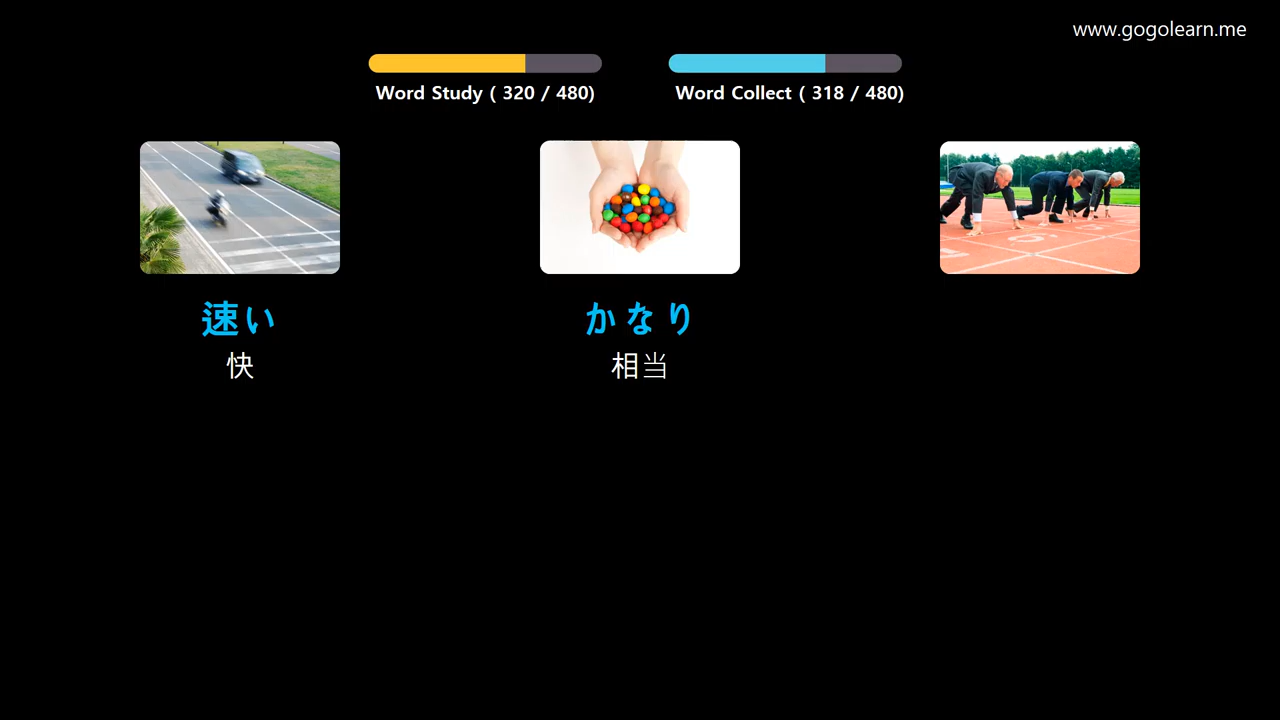 www.gogolearn.me
Word Study ( 320 / 480)
Word Collect ( 318 / 480)
速い
快
かなり
相当